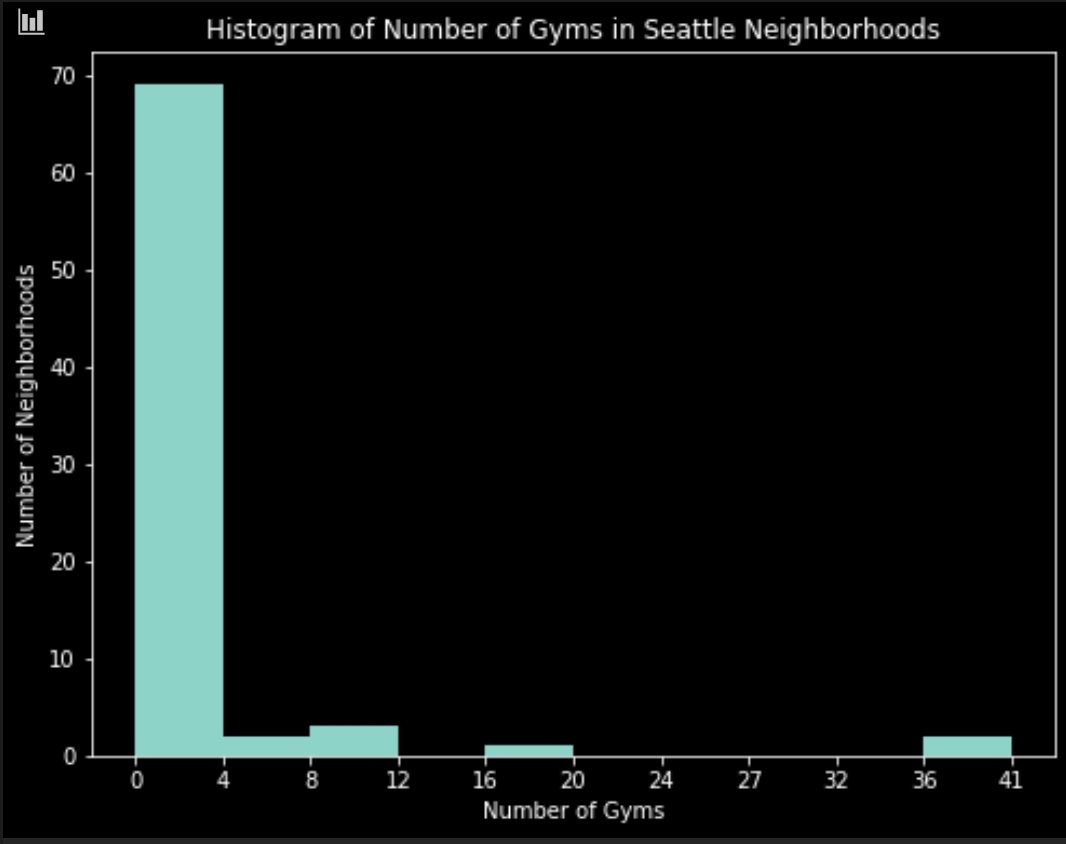 Histogram of Number of Gyms in Seattle Neighborhoods
70
60
50
40
30
20
10
0
Number of Neighborhoods
0 4 8 12 16 20 24 27 32 36 41
Number of Gyms